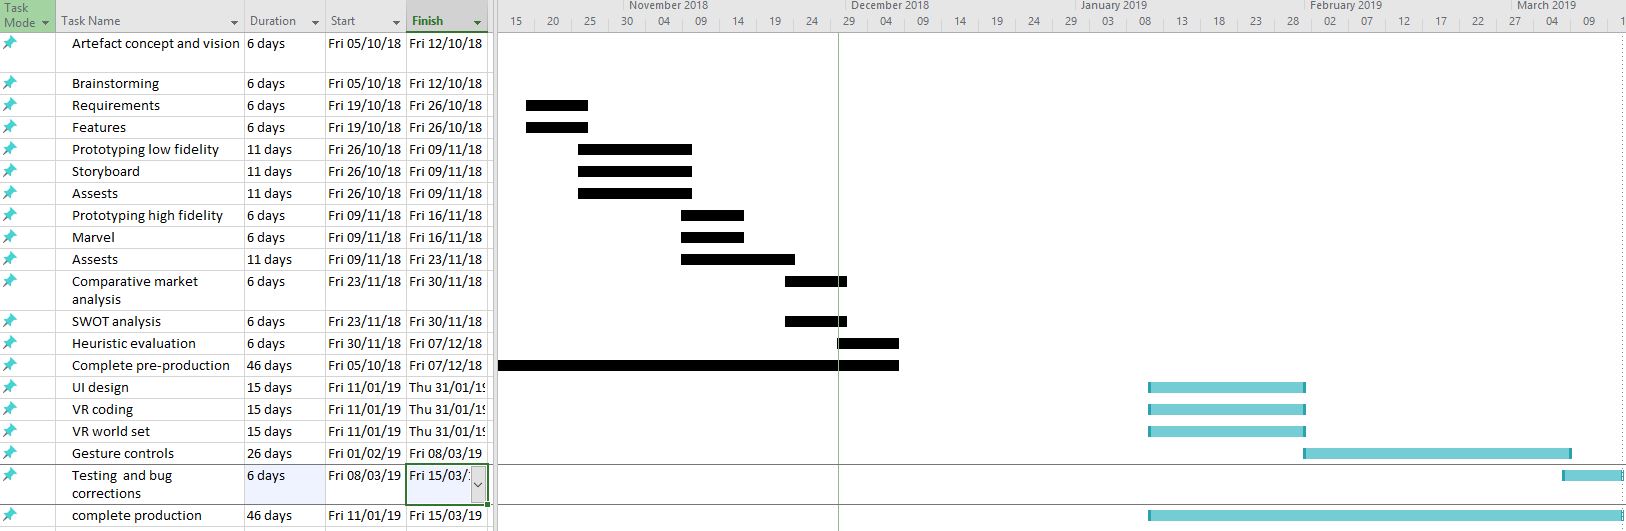 November 2018 December 2018 January 2019 February 2019 March 2019
Task Mode Task Name Duration Start Finish 15 20 25 30 04 09 14 19 24 29 04 09 14 19 24 29 03 08 13 18 23 28 02 07 12 17 22 27 04 09 1
Artefact concept and vision 6 days Fri 05/10/18 Fri 12/10/18
Brainstorming 6 days Fri 05/10/18 Fri 12/10/18
Requirements 6 days Fri 19/10/18 Fri 26/10/18
Features 6 days Fri 19/10/18 Fri 26/10/18
Prototyping low fidelity 11 days Fri 26/10/18 Fri 09/11/18
Storyboard 11 days Fri 26/10/18 Fri 09/11/18
Assests 11 days Fri 26/10/18 Fri 09/11/18
Prototyping high fidelity 6 days Fri 09/11/18 Fri 16/11/18
Marvel 6 days Fri 09/11/18 Fri 16/11/18
Assests 11 days Fri 09/11/18 Fri 23/11/18
Comparative market 6 days Fri 23/11/18 Fri 30/11/18
analysis
SWOT analysis 6 days Fri 23/11/18 Fri 30/11/18
Heuristic evaluation 6 days Fri 30/11/18 Fri 07/12/18
Complete pre-production 46 days Fri 05/10/18 Fri 07/12/18
UI design 15 days Fri 11/01/19 Thu 31/01/19
VR coding 15 days Fri 11/01/19 Thu 31/01/19
VR world set 15 days Fri 11/01/19 Thu 31/01/19
Gesture controls 26 days Fri 01/02/19 Fri 08/03/19
Testing and bug 6 days Fri 08/03/19 Fri 15/03/
corrections
complete production 46 days Fri 11/01/19 Fri 15/03/19